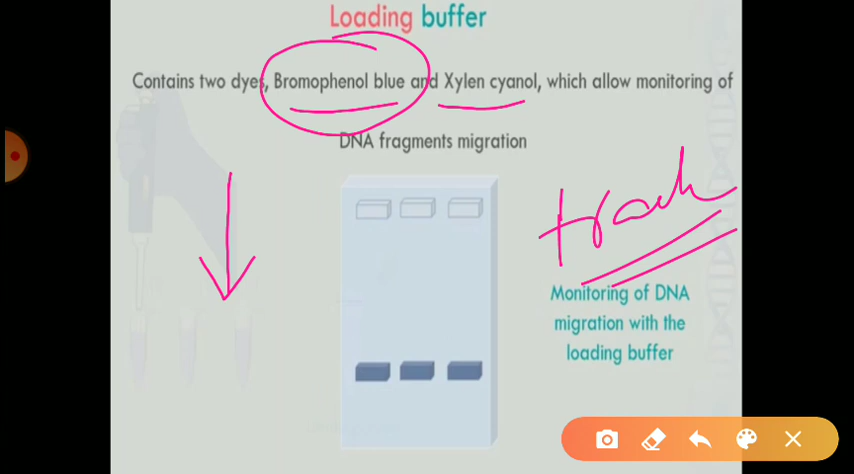 Loading buffer
Contains two dyes, Bromophenol blue and Xylen cyanol, which allow monitoring of
DNA fragments migration
track
Monitoring of DNA
migration with the
loading buffer